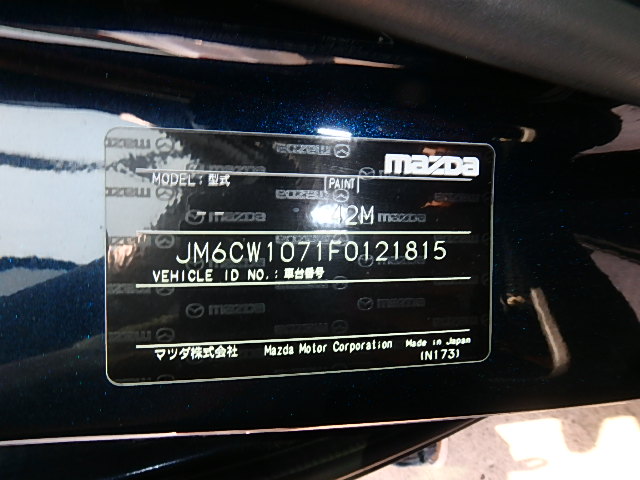 mazda
MODEL: 型式
PAINT
42M
JM6CW1071F0121815
VEHICLE ID NO.: 車台番号
マツダ株式会社 Mazda Motor Corporation Made in Japan
(N173)